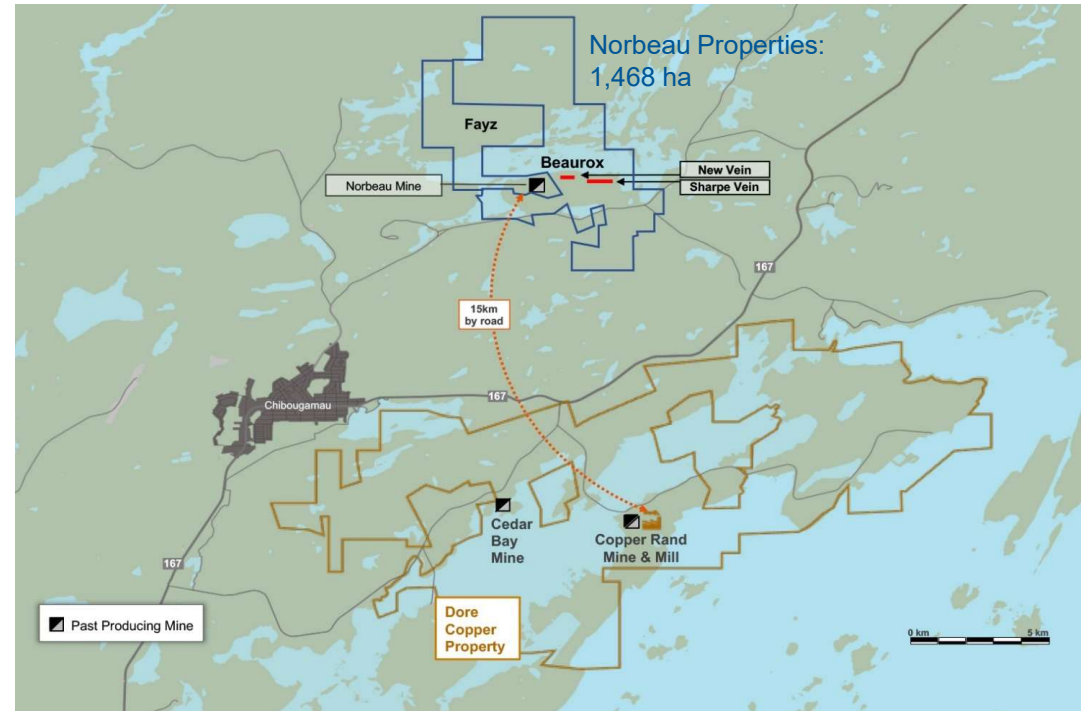 Norbeau Properties:
1,468 ha
Fayz
Beaurox
New Vein
Sharpe Vein
Norbeau Mine
167
15km
by road
167
Chibougamau
Cedar
Bay
Mine
Copper Rand
Mine & Mill
167
Dore
Copper
Property
Past Producing Mine
0 km
5 km